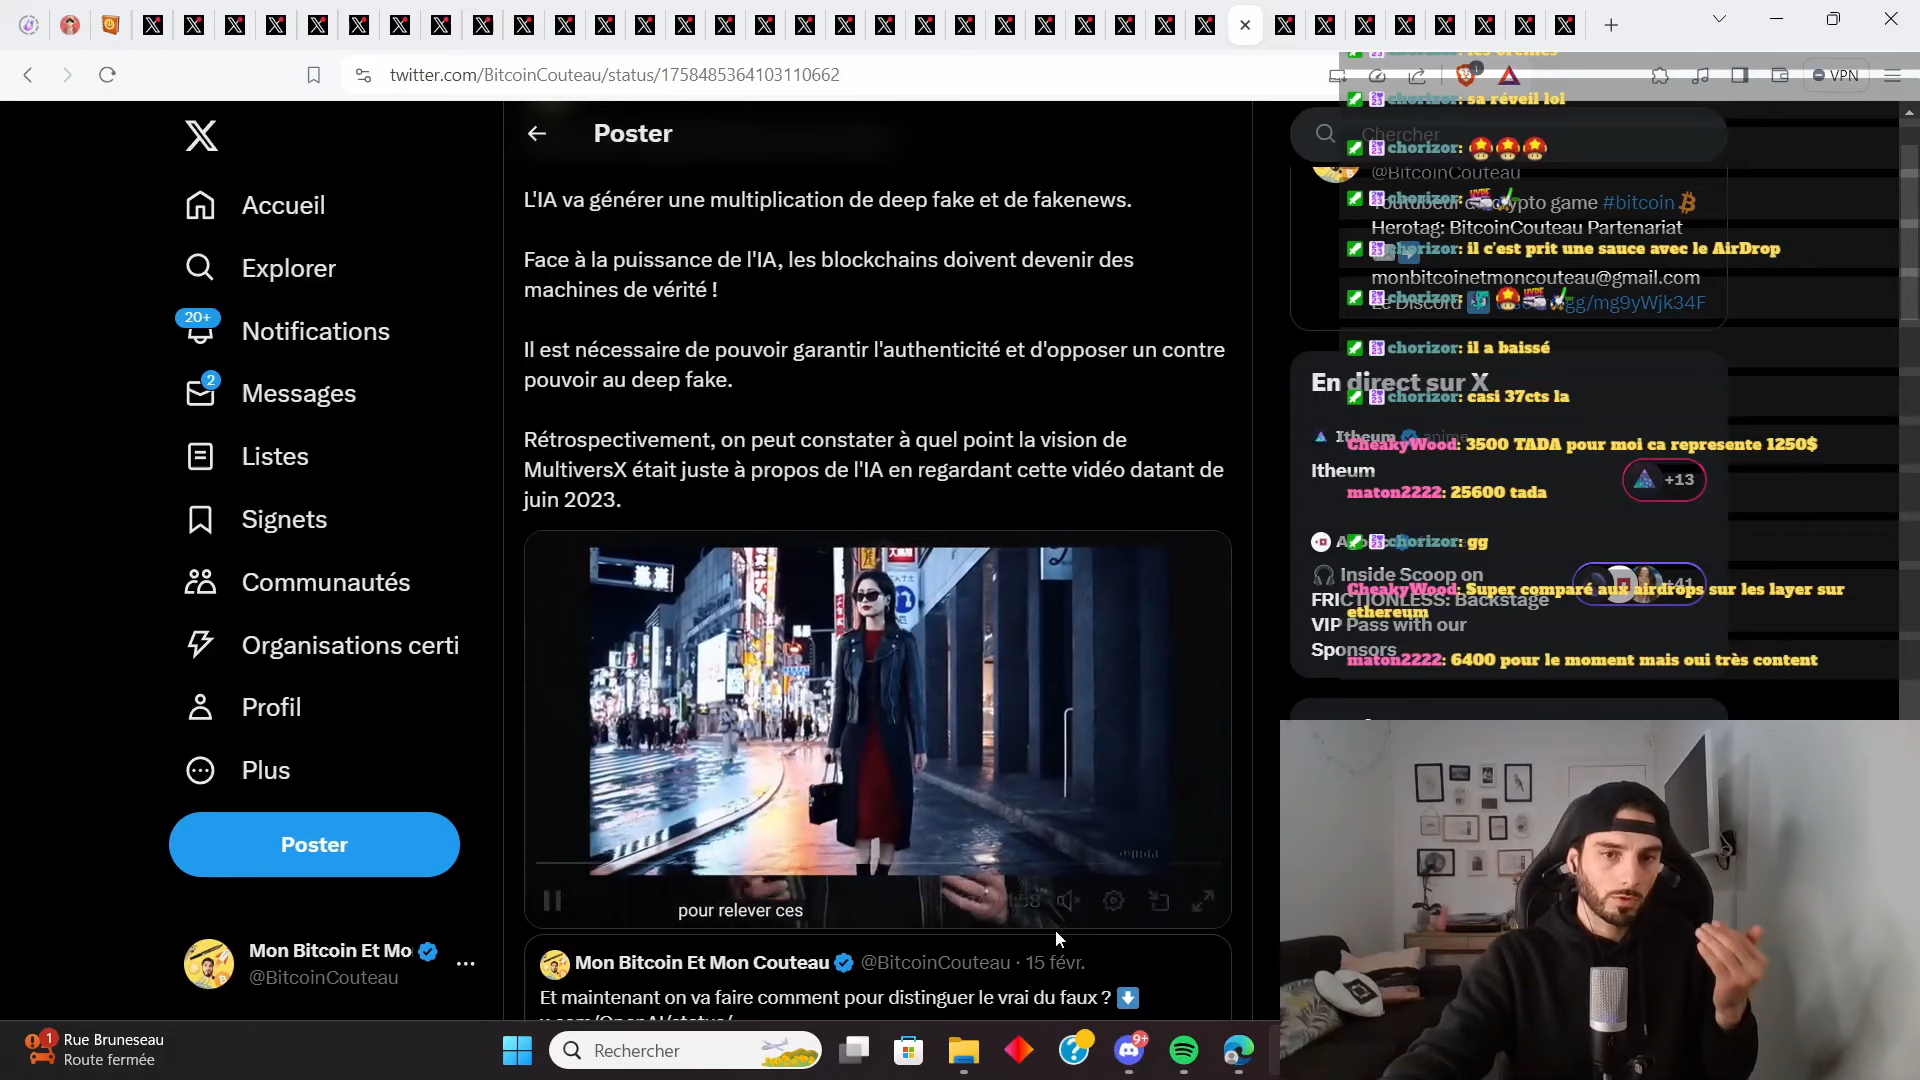 twitter.com/BitcoinCouteau/status/1758485364103110662
VPN
Accueil
Explorer
20+
Notifications
2
Messages
Listes
Signets
Communautés
Organisations certi
Profil
Plus
Poster
Mon Bitcoin Et Mo
@BitcoinCouteau
Poster
L'IA va générer une multiplication de deep fake et de fakenews.
Face à la puissance de l'IA, les blockchains doivent devenir des
machines de vérité !
Il est nécessaire de pouvoir garantir l'authenticité et d'opposer un contre
pouvoir au deep fake.
Rétrospectivement, on peut constater à quel point la vision de
MultiversX était juste à propos de l'IA en regardant cette vidéo datant de
juin 2023.
pour relever ces
Mon Bitcoin Et Mon Couteau @BitcoinCouteau · 15 févr.
Et maintenant on va faire comment pour distinguer le vrai du faux ?
Chercher
@BitcoinCouteau
crypto game #bitcoin
Herotag: BitcoinCouteau Partenariat
monbitcoinetmoncouteau@gmail.com
Le Discord gg/mg9yWjk34F
En direct sur X
Itheum
Itheum
+13
Inside Scoop on
FRICTIONLESS: Backstage
VIP Pass with our
Sponsors
+41
chorizor: sa réveil lol
chorizor:
chorizor:
chorizor: il c'est prit une sauce avec le AirDrop
chorizor:
chorizor: il a baissé
chorizor: casi 37cts la
CheakyWood: 3500 TADA pour moi ca represente 1250$
maton2222: 25600 tada
chorizor: gg
CheakyWood: Super comparé aux airdrops sur les layer sur
ethereum
maton2222: 6400 pour le moment mais oui très content
1
Rue Bruneseau
Route fermée
Rechercher
9+